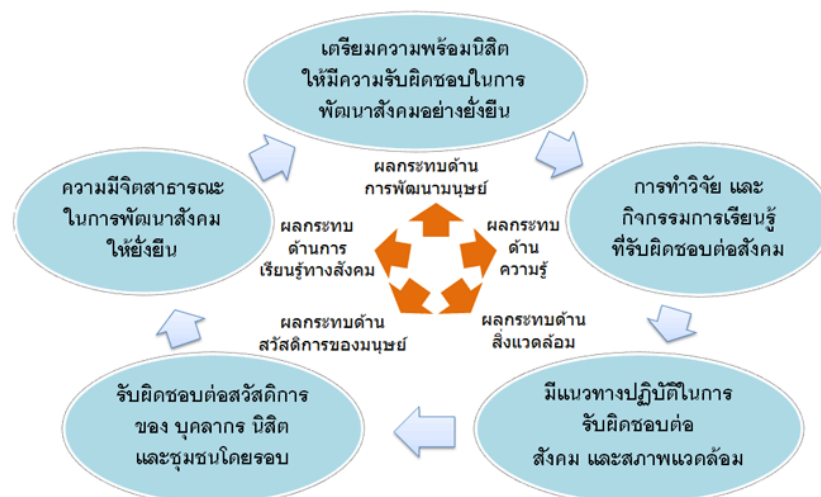 เตรียมความพร้อมนิสิต
ให้มีความรับผิดชอบในการ
พัฒนาสังคมอย่างยั่งยืน
ผลกระทบด้าน
การพัฒนามนุษย์
ความมีจิตสาธารณะ
ในการพัฒนาสังคม
ให้ยั่งยืน
ผลกระทบ
ด้านการ
เรียนรู้ทางสังคม
ผลกระทบ
ด้าน
ความรู้
การทำวิจัย และ
กิจกรรมการเรียนรู้
ที่รับผิดชอบต่อสังคม
ผลกระทบด้าน
สวัสดิการของมนุษย์
ผลกระทบด้าน
สิ่งแวดล้อม
รับผิดชอบต่อสวัสดิการ
ของ บุคลากร นิสิต
และชุมชนโดยรอบ
มีแนวทางปฏิบัติในการ
รับผิดชอบต่อ
สังคม และสภาพแวดล้อม